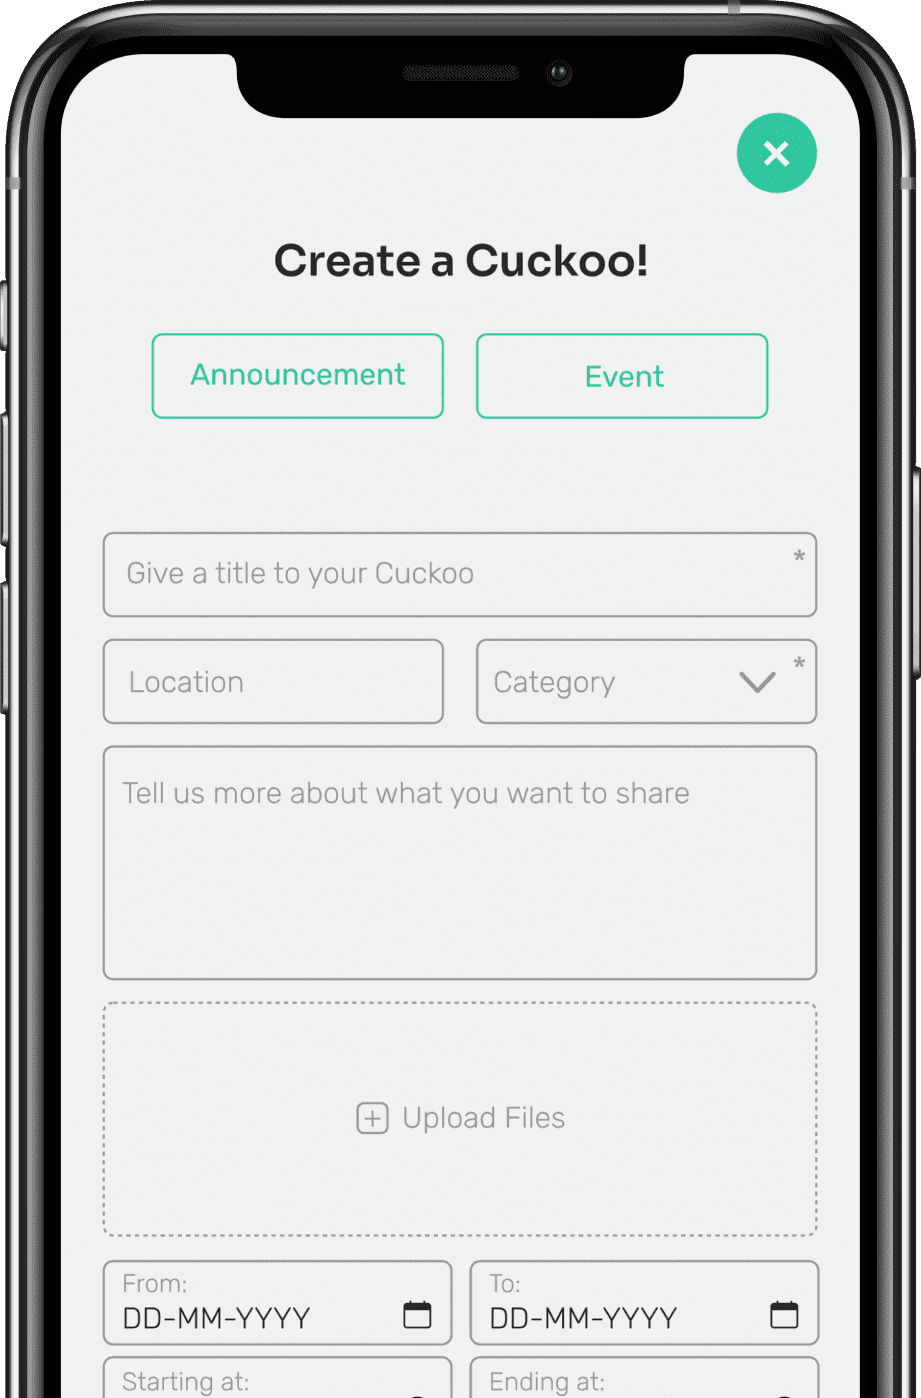 Create a Cuckoo!
Announcement
Event
Give a title to your Cuckoo *
Location
Category *
Tell us more about what you want to share
Upload Files
From:
DD-MM-YYYY
To:
DD-MM-YYYY
Starting at:
Ending at: